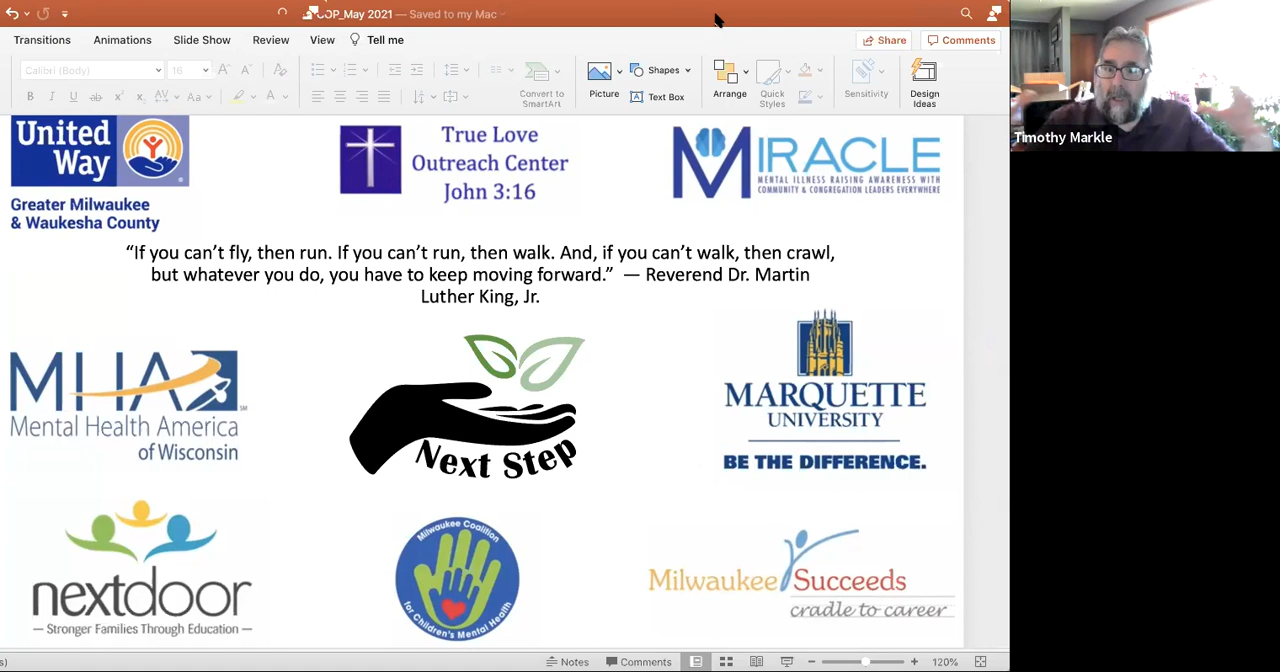 COP_May 2021 — Saved to my Mac
Transitions Animations Slide Show Review View Tell me Share Comments
Calibri (Body) 16
Convert to
SmartArt
Picture
Shapes
Text Box
Arrange
Quick
Styles
Sensitivity
Design
Ideas
Timothy Markle
United
Way
Greater Milwaukee
& Waukesha County
True Love
Outreach Center
John 3:16
MIRACLE
MENTAL ILLNESS RAISING AWARENESS WITH
COMMUNITY & CONGREGATION LEADERS EVERYWHERE
“If you can’t fly, then run. If you can’t run, then walk. And, if you can’t walk, then crawl,
but whatever you do, you have to keep moving forward.” — Reverend Dr. Martin
Luther King, Jr.
MHA
Mental Health America
of Wisconsin
Next Step
MARQUETTE
UNIVERSITY
BE THE DIFFERENCE.
nextdoor
— Stronger Families Through Education —
Milwaukee Coalition
for Children's Mental Health
Milwaukee Succeeds
cradle to career
Notes Comments 120%